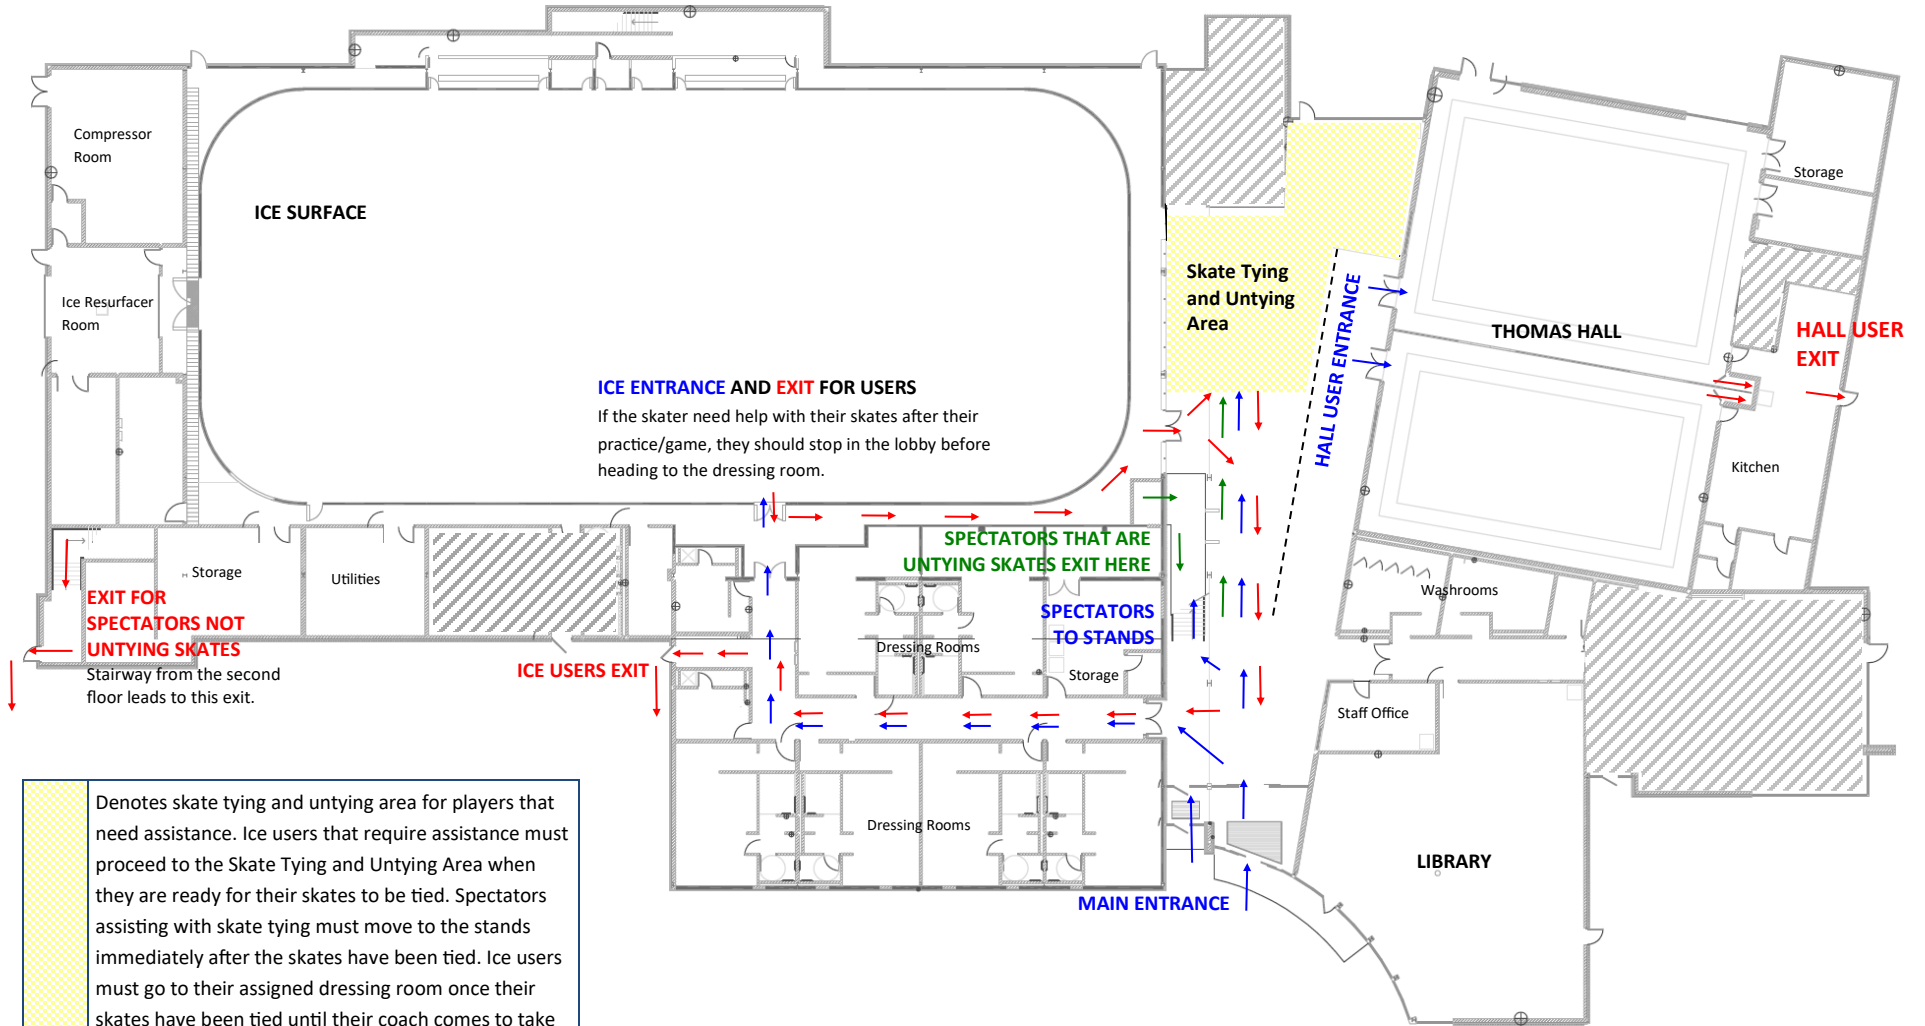 Compressor
Room
ICE SURFACE
Ice Resurfacer
Room
Skate Tying
and Untying
Area
HALL USER ENTRANCE
THOMAS HALL
Storage
HALL USER
EXIT
Kitchen
ICE ENTRANCE AND EXIT FOR USERS
If the skater need help with their skates after their
practice/game, they should stop in the lobby before
heading to the dressing room.
SPECTATORS THAT ARE
UNTYING SKATES EXIT HERE
SPECTATORS
TO STANDS
Storage
Utilities
EXIT FOR
SPECTATORS NOT
UNTYING SKATES
Stairway from the second
floor leads to this exit.
ICE USERS EXIT
Dressing Rooms
Storage
Washrooms
Staff Office
Dressing Rooms
LIBRARY
MAIN ENTRANCE
Denotes skate tying and untying area for players that
need assistance. Ice users that require assistance must
proceed to the Skate Tying and Untying Area when
they are ready for their skates to be tied. Spectators
assisting with skate tying must move to the stands
immediately after the skates have been tied. Ice users
must go to their assigned dressing room once their
skates have been tied until their coach comes to take